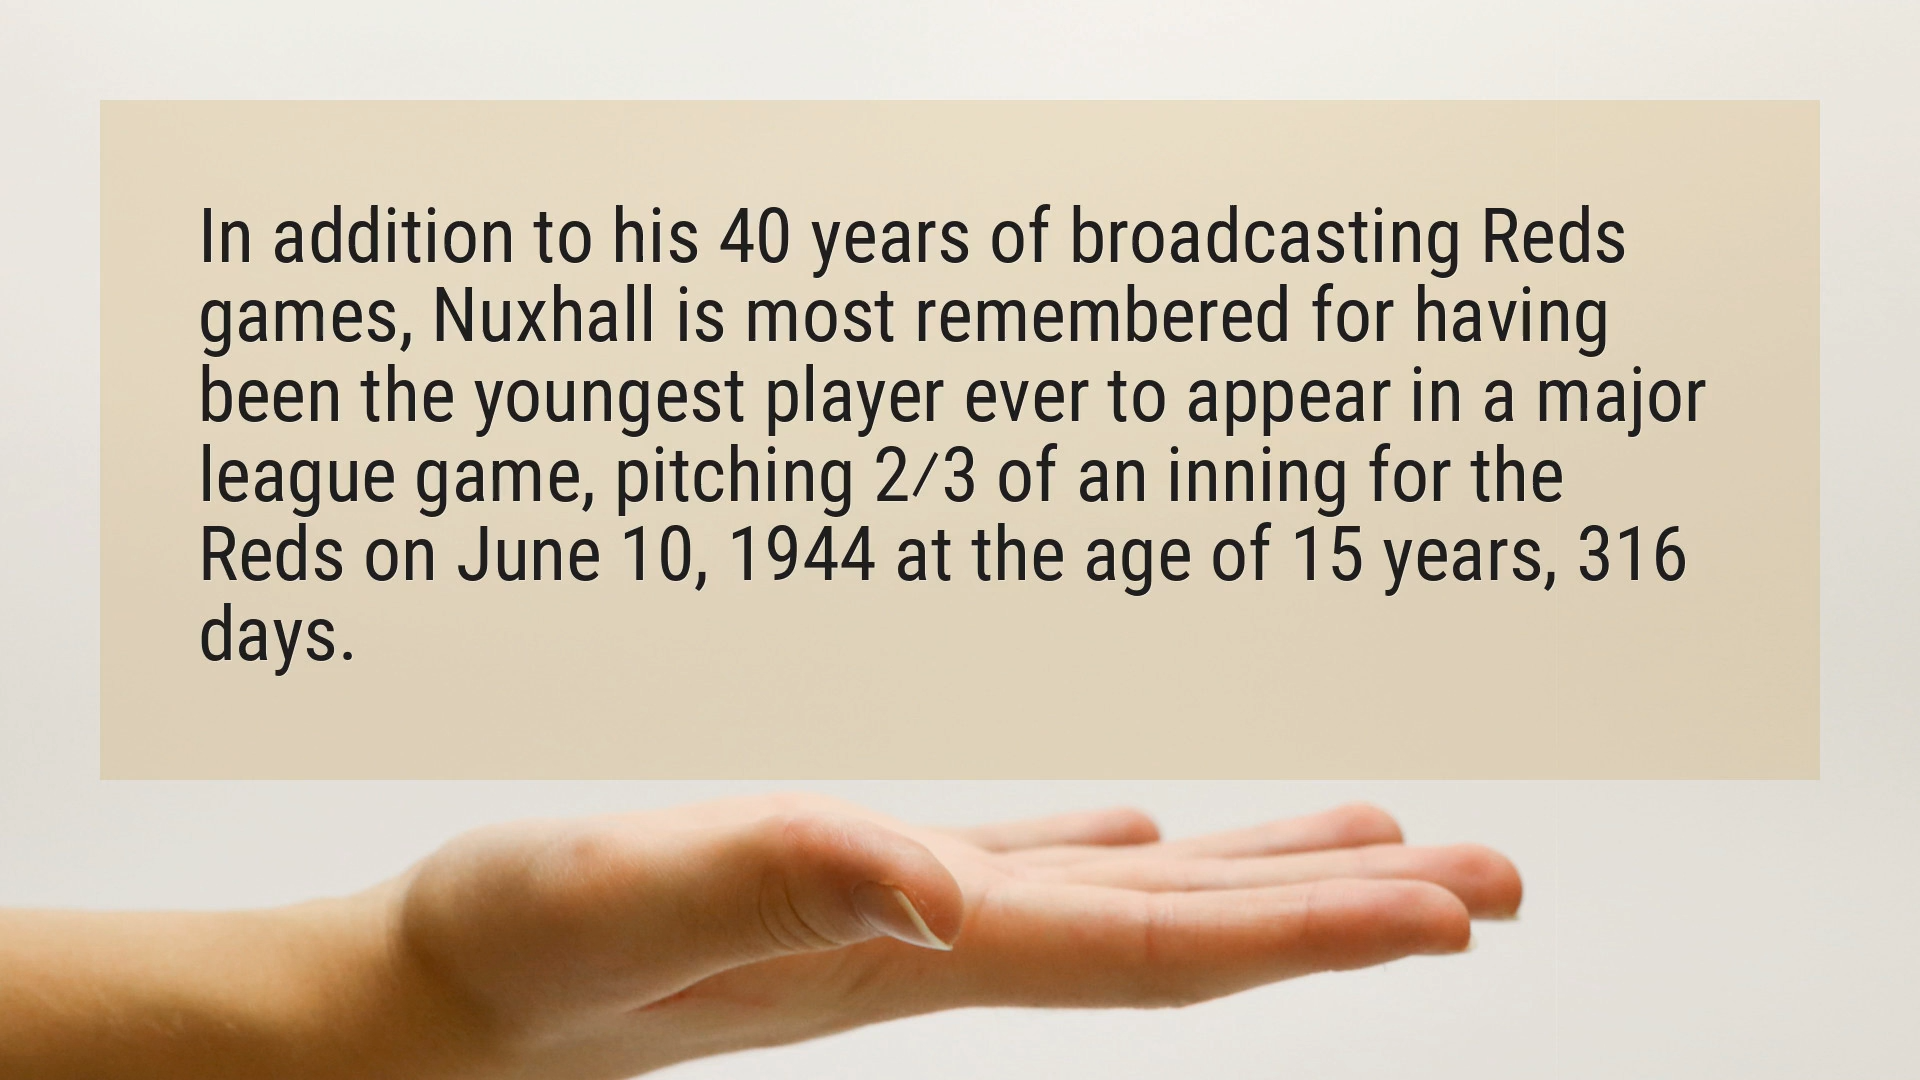 In addition to his 40 years of broadcasting Reds
games, Nuxhall is most remembered for having
been the youngest player ever to appear in a major
league game, pitching 2/3 of an inning for the
Reds on June 10, 1944 at the age of 15 years, 316
days.